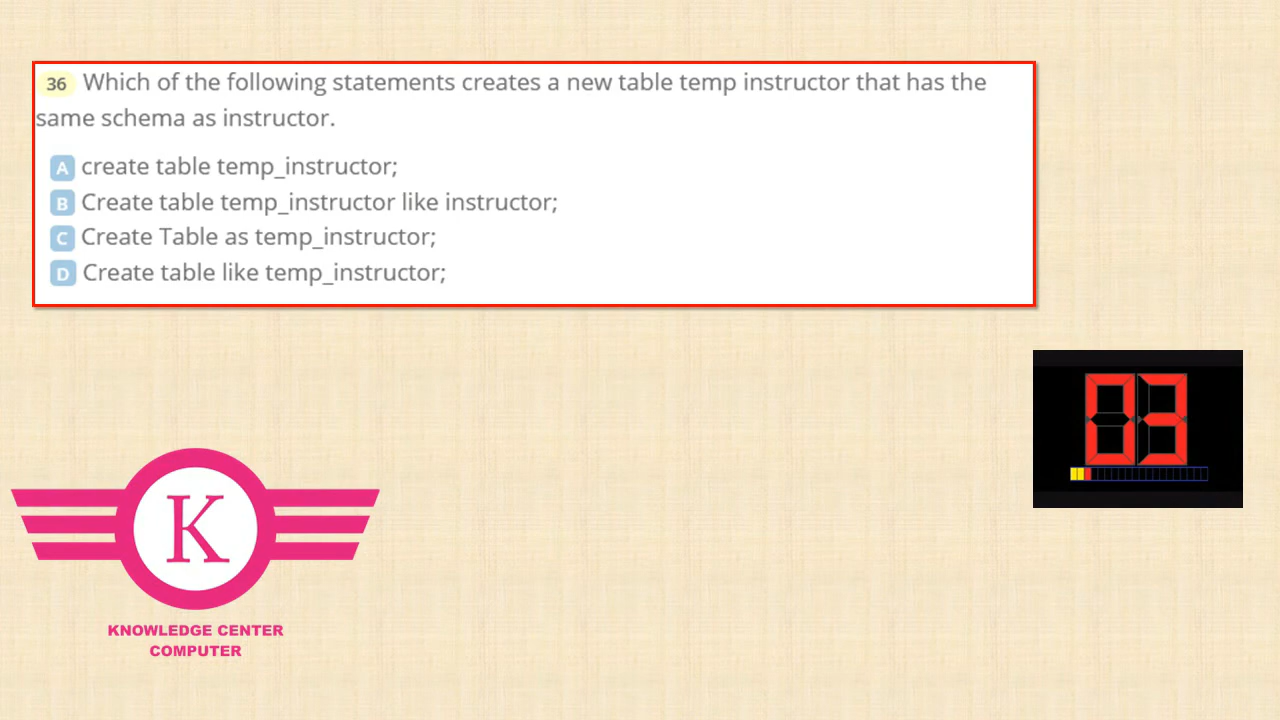 36 Which of the following statements creates a new table temp instructor that has the
same schema as instructor.
A create table temp_instructor;
B Create table temp_instructor like instructor;
C Create Table as temp_instructor;
D Create table like temp_instructor;
03
K
KNOWLEDGE CENTER
COMPUTER